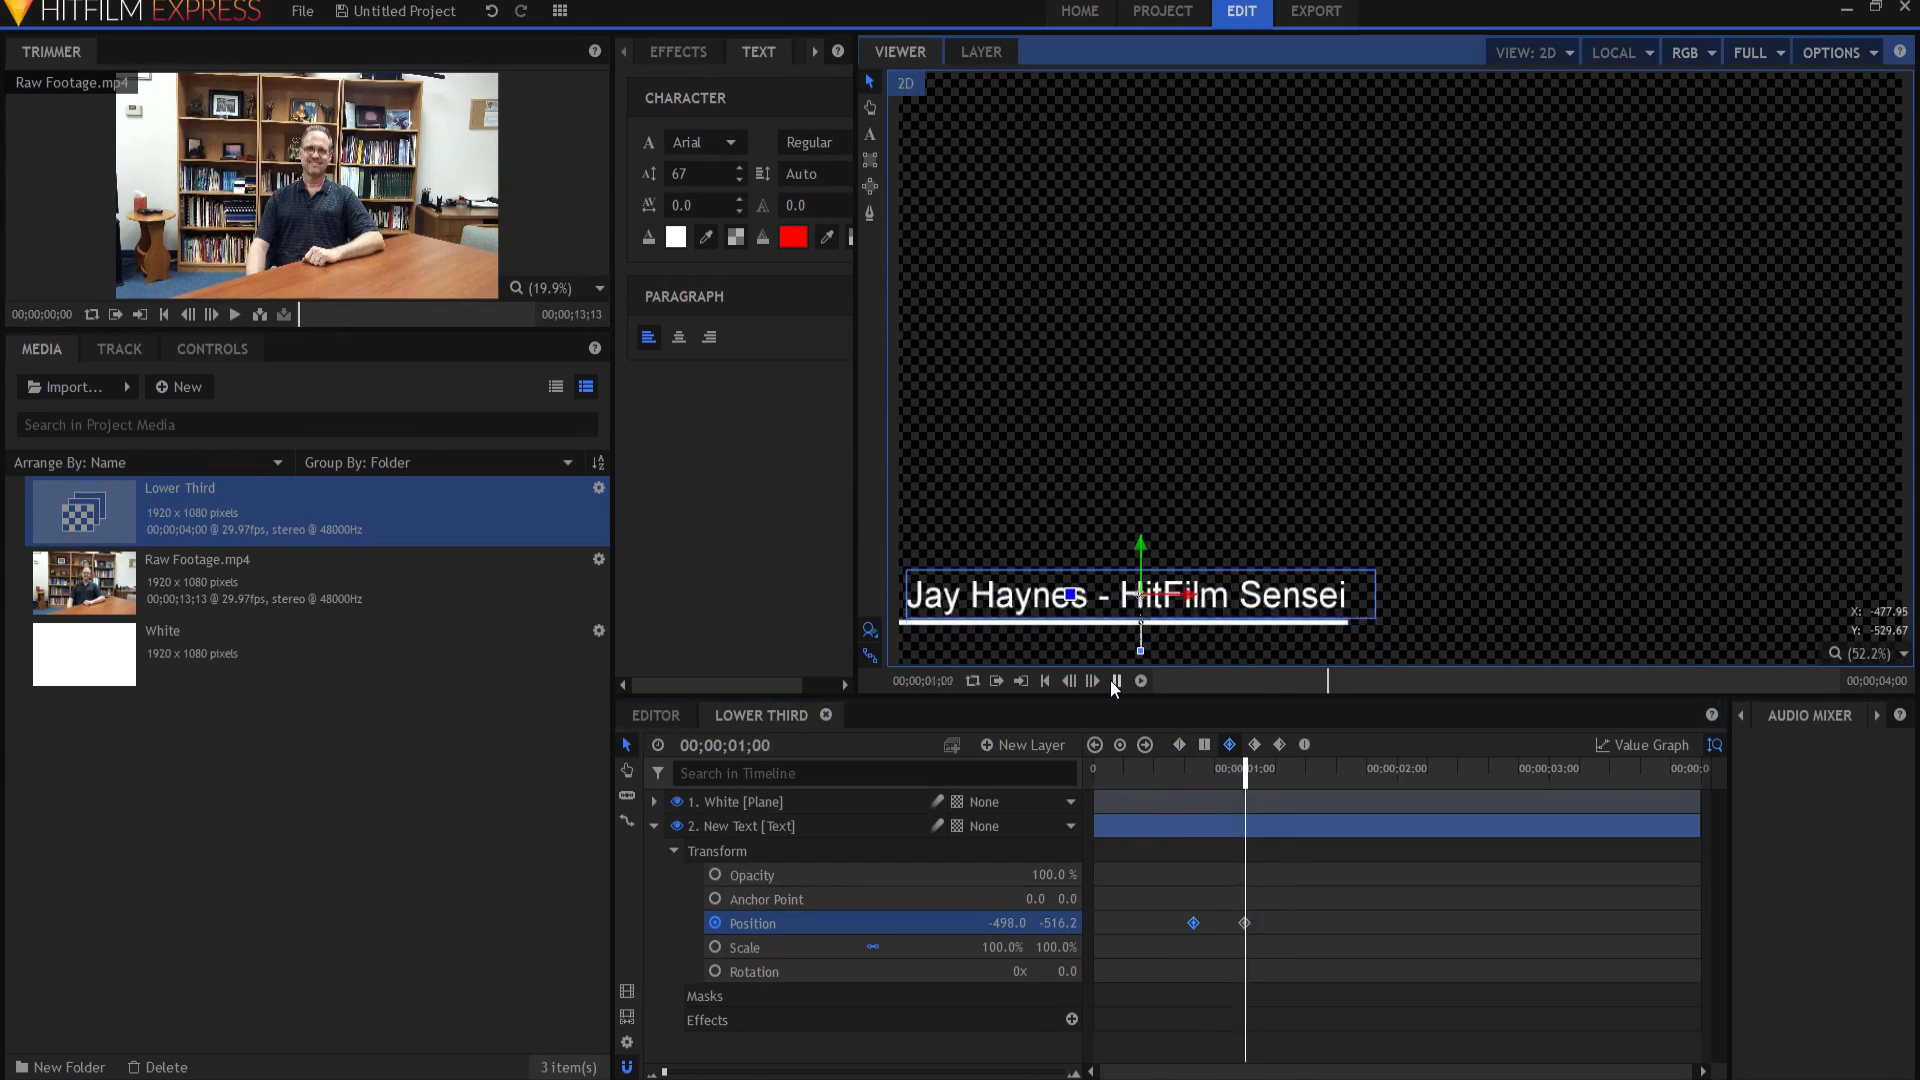 HITFILM EXPRESS
File
Untitled Project
HOME
PROJECT
EDIT
EXPORT
TRIMMER
Raw Footage.mp4
(19.9%)
00;00;00;00
00;00;13;13
EFFECTS
TEXT
CHARACTER
Arial
Regular
67
Auto
0.0
0.0
PARAGRAPH
VIEWER
LAYER
VIEW: 2D
LOCAL
RGB
FULL
OPTIONS
2D
Jay Haynes - HitFilm Sensei
X: -477.95
Y: -529.67
(52.2%)
00;00;01;00
00;00;04;00
MEDIA
TRACK
CONTROLS
Import...
New
Search in Project Media
Arrange By: Name
Group By: Folder
Lower Third
1920 x 1080 pixels
00;00;04;00 @ 29.97fps, stereo @ 48000Hz
Raw Footage.mp4
1920 x 1080 pixels
00;00;13;13 @ 29.97fps, stereo @ 48000Hz
White
1920 x 1080 pixels
New Folder
Delete
3 item(s)
EDITOR
LOWER THIRD
AUDIO MIXER
00;00;01;00
New Layer
Value Graph
Search in Timeline
0
00;00;01;00
00;00;02;00
00;00;03;00
00;00;0
1. White [Plane]
None
2. New Text [Text]
None
Transform
Opacity
100.0 %
Anchor Point
0.0 0.0
Position
-498.0 -516.2
Scale
100.0% 100.0%
Rotation
0x 0.0
Masks
Effects